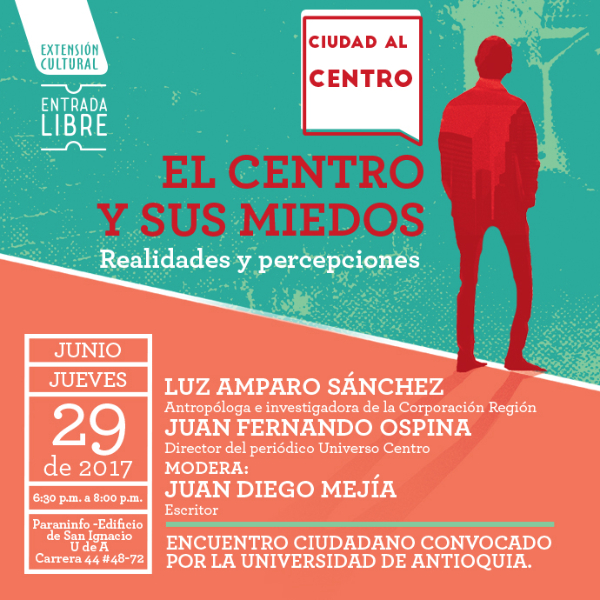 EXTENSIÓN
CULTURAL
ENTRADA
LIBRE
CIUDAD AL
CENTRO
EL CENTRO
Y SUS MIEDOS
Realidades y percepciones
JUNIO
JUEVES
29
de 2017
6:30 p.m. a 8:00 p.m.
Paraninfo -Edificio
de San Ignacio
U de A
Carrera 44 #48-72
LUZ AMPARO SÁNCHEZ
Antropóloga e investigadora de la Corporación Región
JUAN FERNANDO OSPINA
Director del periódico Universo Centro
MODERA:
JUAN DIEGO MEJÍA
Escritor
ENCUENTRO CIUDADANO CONVOCADO
POR LA UNIVERSIDAD DE ANTIOQUIA.